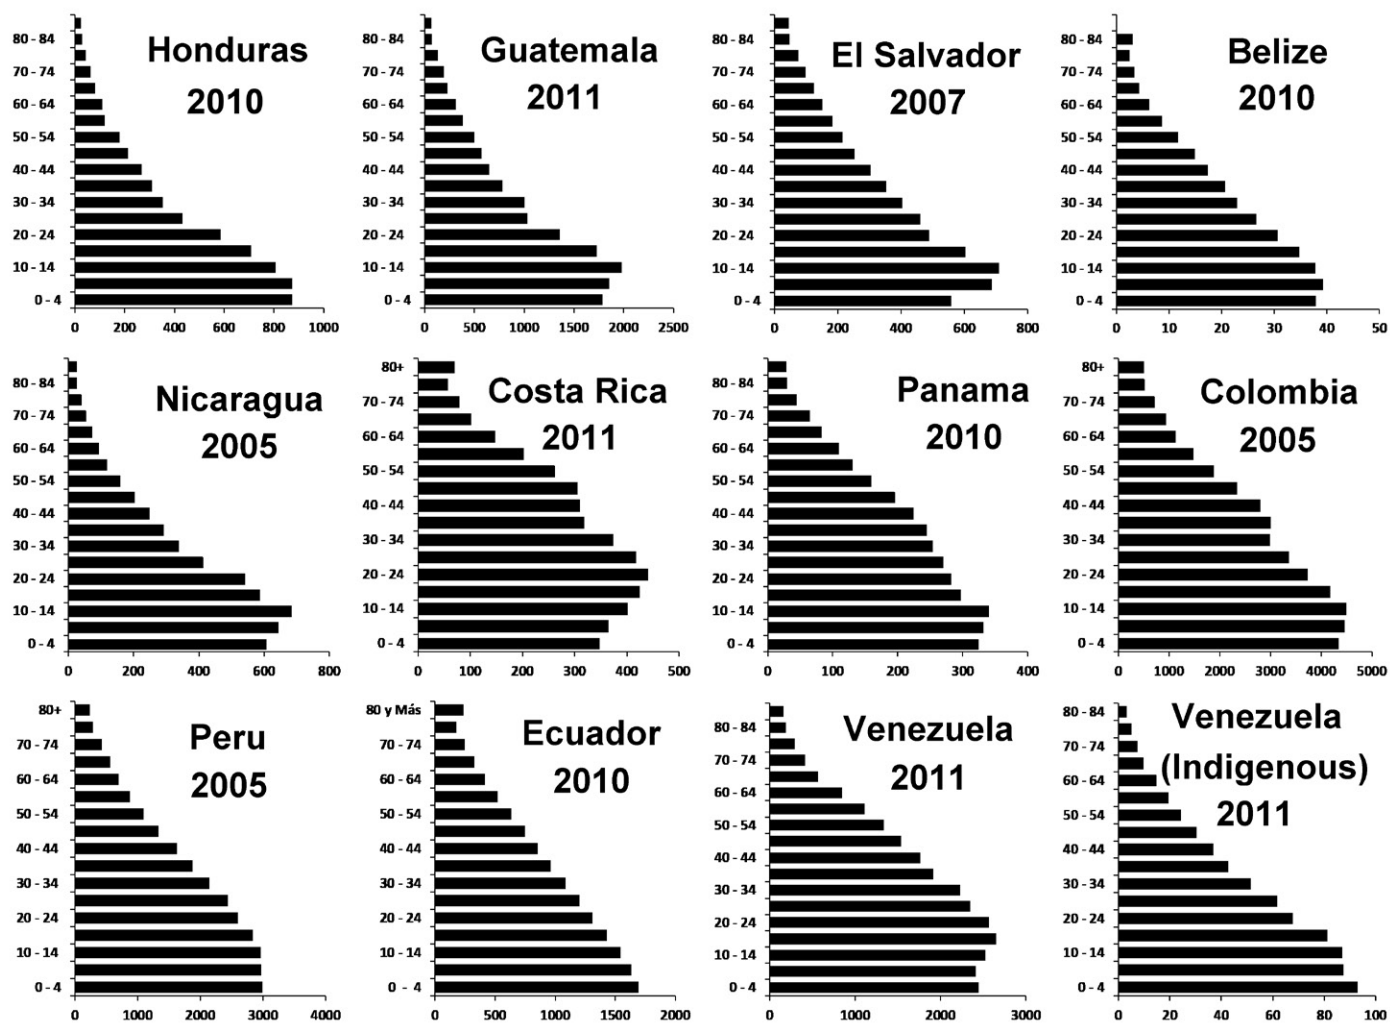 80 - 84
70 - 74
60 - 64
50 - 54
40 - 44
30 - 34
20 - 24
10 - 14
0 - 4
Honduras
2010
0 200 400 600 800 1000
80 - 84
70 - 74
60 - 64
50 - 54
40 - 44
30 - 34
20 - 24
10 - 14
0 - 4
Guatemala
2011
0 500 1000 1500 2000 2500
80 - 84
70 - 74
60 - 64
50 - 54
40 - 44
30 - 34
20 - 24
10 - 14
0 - 4
El Salvador
2007
0 200 400 600 800
80 - 84
70 - 74
60 - 64
50 - 54
40 - 44
30 - 34
20 - 24
10 - 14
0 - 4
Belize
2010
0 10 20 30 40 50
80 - 84
70 - 74
60 - 64
50 - 54
40 - 44
30 - 34
20 - 24
10 - 14
0 - 4
Nicaragua
2005
0 200 400 600 800
80+
70 - 74
60 - 64
50 - 54
40 - 44
30 - 34
20 - 24
10 - 14
0 - 4
Costa Rica
2011
0 100 200 300 400 500
80 - 84
70 - 74
60 - 64
50 - 54
40 - 44
30 - 34
20 - 24
10 - 14
0 - 4
Panama
2010
0 100 200 300 400
80+
70 - 74
60 - 64
50 - 54
40 - 44
30 - 34
20 - 24
10 - 14
0 - 4
Colombia
2005
0 1000 2000 3000 4000 5000
80+
70 - 74
60 - 64
50 - 54
40 - 44
30 - 34
20 - 24
10 - 14
0 - 4
Peru
2005
0 1000 2000 3000 4000
80 y Más
70 - 74
60 - 64
50 - 54
40 - 44
30 - 34
20 - 24
10 - 14
0 - 4
Ecuador
2010
0 500 1000 1500 2000
80 - 84
70 - 74
60 - 64
50 - 54
40 - 44
30 - 34
20 - 24
10 - 14
0 - 4
Venezuela
2011
0 1000 2000 3000
80 - 84
70 - 74
60 - 64
50 - 54
40 - 44
30 - 34
20 - 24
10 - 14
0 - 4
Venezuela
(Indigenous)
2011
0 20 40 60 80 100